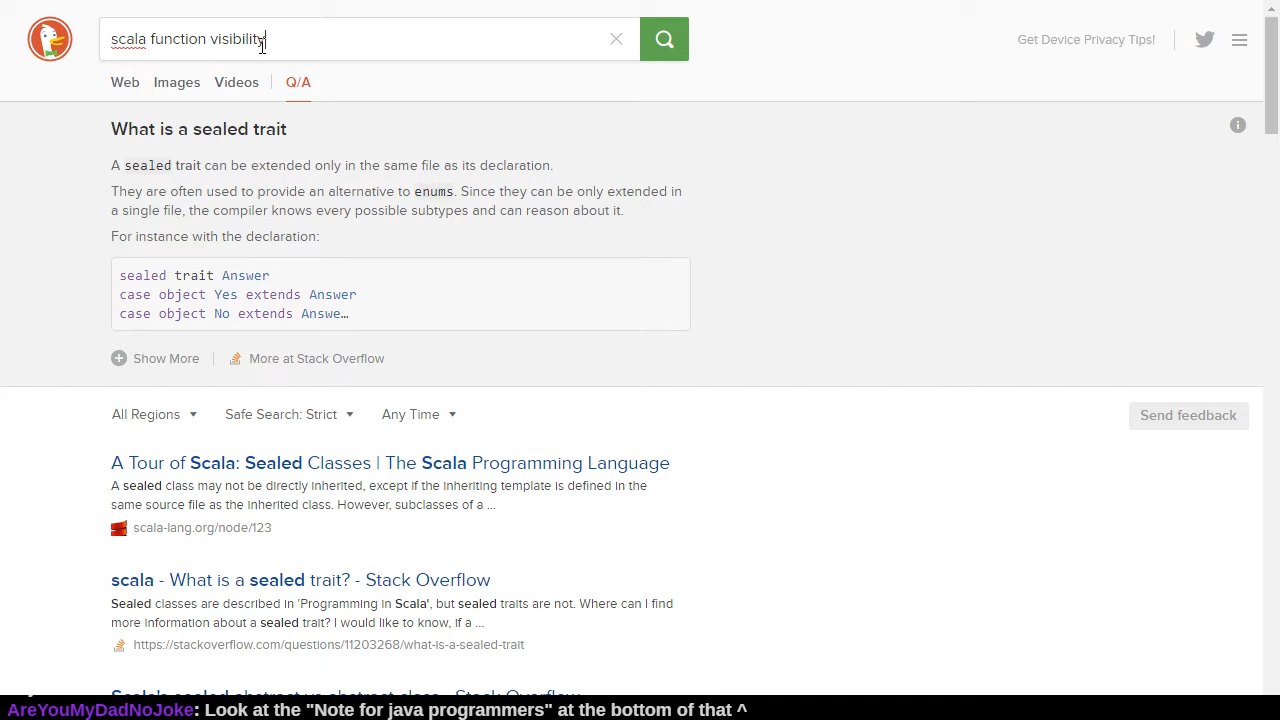 scala function visibility
Get Device Privacy Tips!
Web Images Videos Q/A
What is a sealed trait
A sealed trait can be extended only in the same file as its declaration.
They are often used to provide an alternative to enums. Since they can be only extended in
a single file, the compiler knows every possible subtypes and can reason about it.
For instance with the declaration:
sealed trait Answer
case object Yes extends Answer
case object No extends Answe…
Show More More at Stack Overflow
All Regions Safe Search: Strict Any Time
Send feedback
A Tour of Scala: Sealed Classes | The Scala Programming Language
A sealed class may not be directly inherited, except if the inheriting template is defined in the
same source file as the inherited class. However, subclasses of a ...
scala-lang.org/node/123
scala - What is a sealed trait? - Stack Overflow
Sealed classes are described in 'Programming in Scala', but sealed traits are not. Where can I find
more information about a sealed trait? I would like to know, if a ...
https://stackoverflow.com/questions/11203268/what-is-a-sealed-trait
Scala's sealed abstract vs abstract class - Stack Overflow
AreYouMyDadNoJoke: Look at the "Note for java programmers" at the bottom of that ^